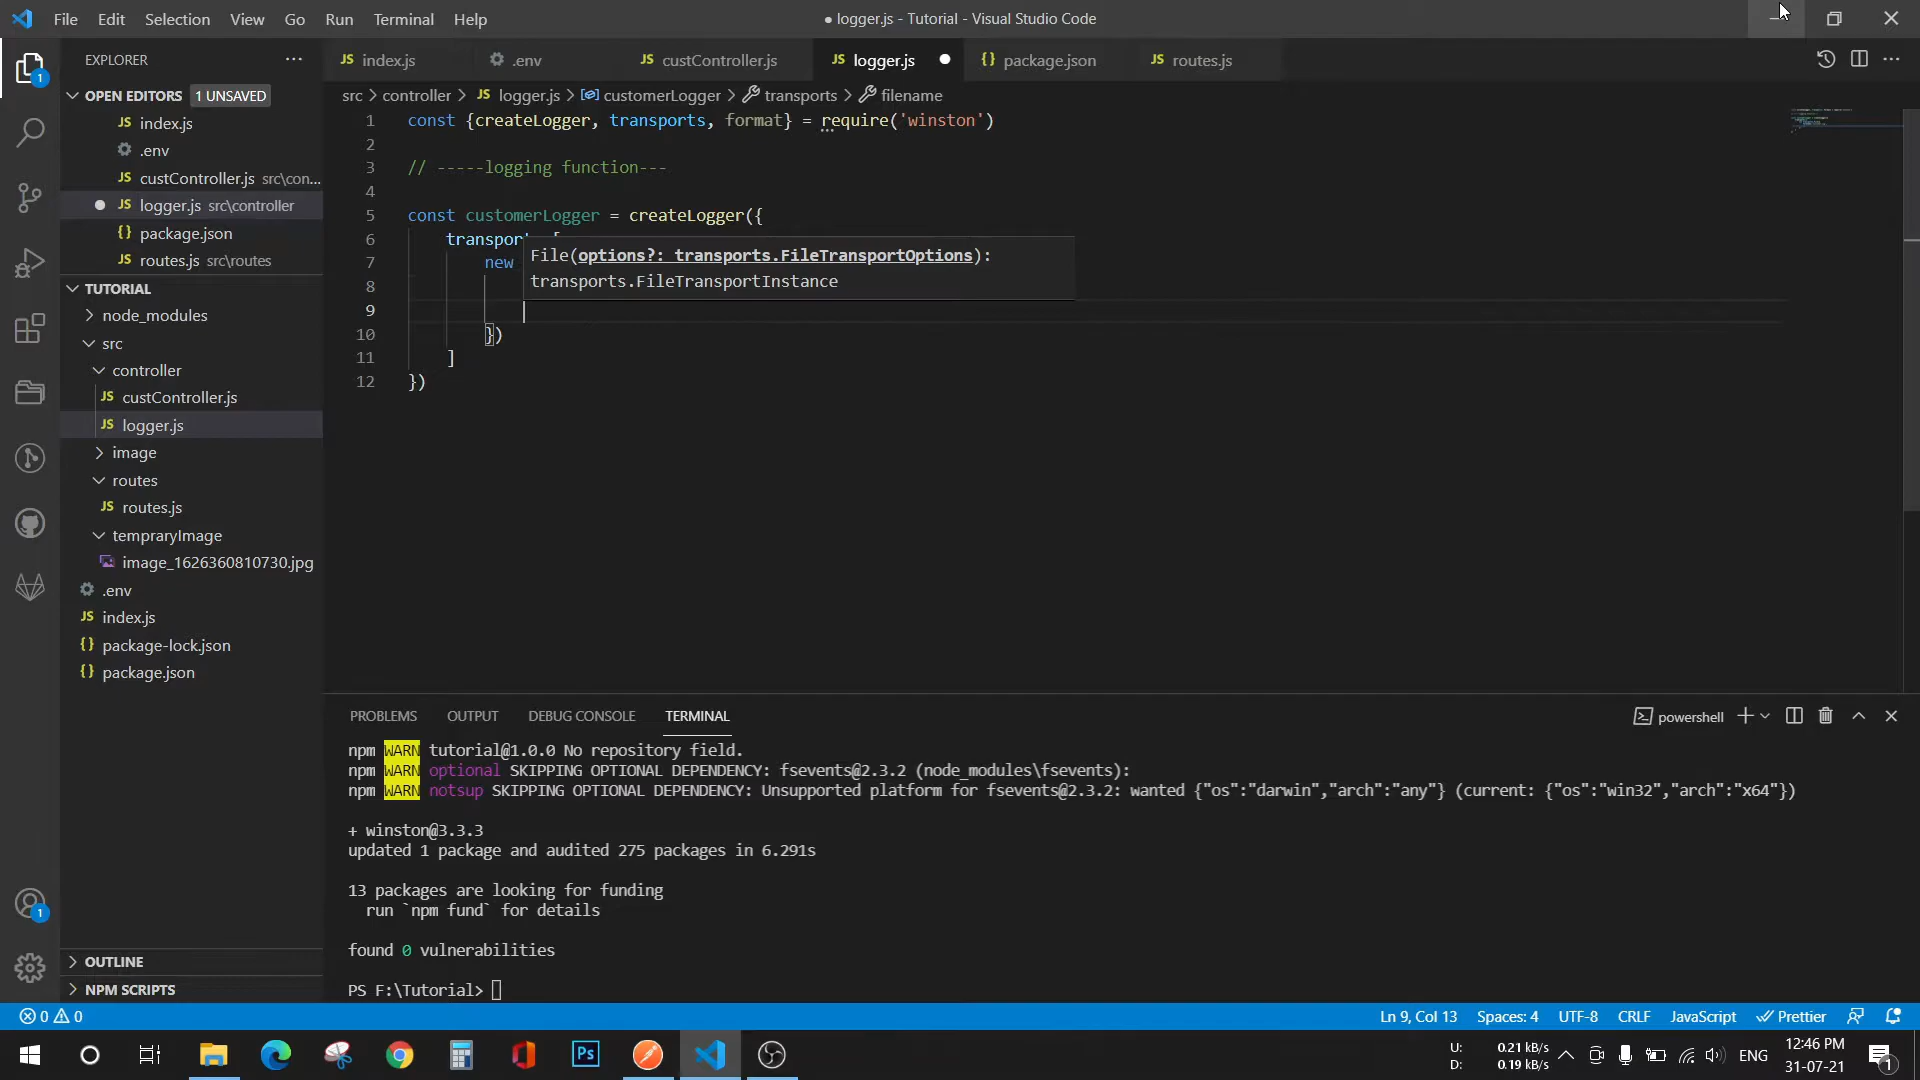 File Edit Selection View Go Run Terminal Help
● logger.js - Tutorial - Visual Studio Code
EXPLORER ...
index.js
.env
custController.js
logger.js
package.json
routes.js
OPEN EDITORS 1 UNSAVED
index.js
.env
custController.js src\con...
logger.js src\controller
package.json
routes.js src\routes
TUTORIAL
node_modules
src
controller
custController.js
logger.js
image
routes
routes.js
tempraryImage
image_1626360810730.jpg
.env
index.js
package-lock.json
package.json
OUTLINE
NPM SCRIPTS
src > controller > JS logger.js > customerLogger > transports > filename
1 const {createLogger, transports, format} = require('winston')
2
3 // -----logging function---
4
5 const customerLogger = createLogger({
6 transport
7 new
8
9
10 })
11 ]
12 })
File(options?: transports.FileTransportOptions):
transports.FileTransportInstance
PROBLEMS OUTPUT DEBUG CONSOLE TERMINAL
powershell
npm WARN tutorial@1.0.0 No repository field.
npm WARN optional SKIPPING OPTIONAL DEPENDENCY: fsevents@2.3.2 (node_modules\fsevents):
npm WARN notsup SKIPPING OPTIONAL DEPENDENCY: Unsupported platform for fsevents@2.3.2: wanted {"os":"darwin","arch":"any"} (current: {"os":"win32","arch":"x64"})
+ winston@3.3.3
updated 1 package and audited 275 packages in 6.291s
13 packages are looking for funding
run `npm fund` for details
found 0 vulnerabilities
PS F:\Tutorial>
0 0
Ln 9, Col 13 Spaces: 4 UTF-8 CRLF JavaScript Prettier
U: 0.21 kB/s
D: 0.19 kB/s
ENG
12:46 PM
31-07-21